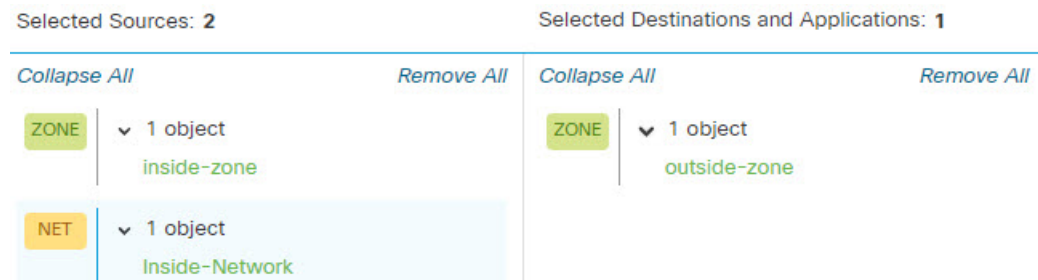 Selected Sources: 2
Collapse All Remove All
ZONE 1 object
inside-zone
NET 1 object
Inside-Network
Selected Destinations and Applications: 1
Collapse All Remove All
ZONE 1 object
outside-zone